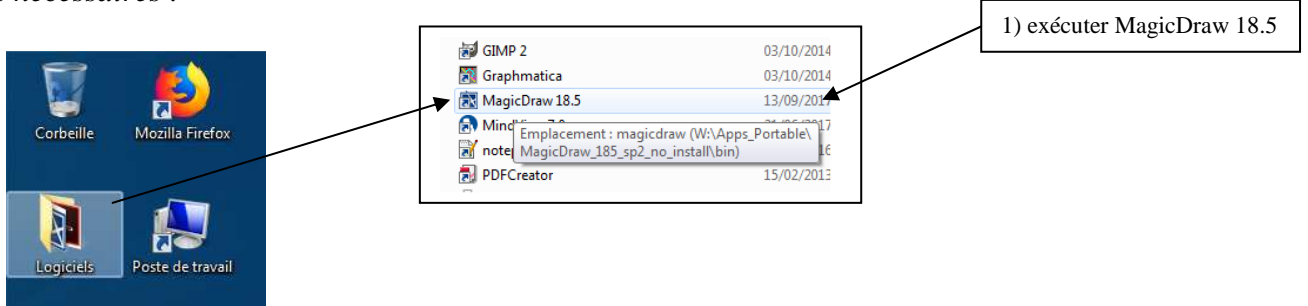 1) exécuter MagicDraw 18.5
GIMP 2 03/10/2014
Graphmatica 03/10/2014
MagicDraw 18.5 13/09/2017
Emplacement : magicdraw (W:\Apps_Portable\
MagicDraw_185_sp2_no_install\bin)
PDFCreator 15/02/2013
Corbeille
Mozilla Firefox
Logiciels
Poste de travail